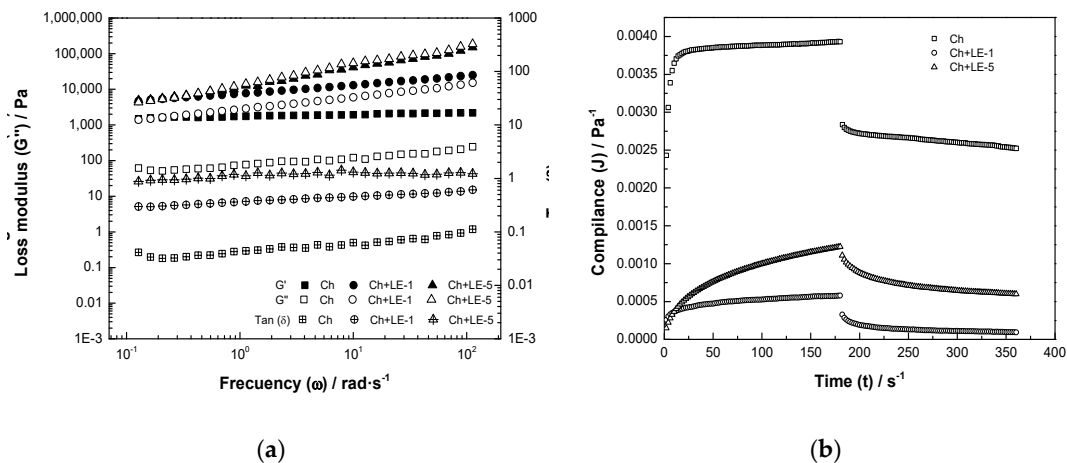 1,000,000
100,000
10,000
1,000
100
10
1
0.1
0.01
1E-3
Loss modulus (G'') / Pa
1000
100
10
1
0.1
0.01
1E-3
G' Ch Ch+LE-1 Ch+LE-5
G'' Ch Ch+LE-1 Ch+LE-5
Tan (δ) Ch Ch+LE-1 Ch+LE-5
10⁻¹ 10⁰ 10¹ 10²
Frecuency (ω) / rad·s⁻¹
(a)
0.0040
0.0035
0.0030
0.0025
0.0020
0.0015
0.0010
0.0005
0.0000
Compilance (J) / Pa⁻¹
Ch
Ch+LE-1
Ch+LE-5
0 50 100 150 200 250 300 350 400
Time (t) / s⁻¹
(b)